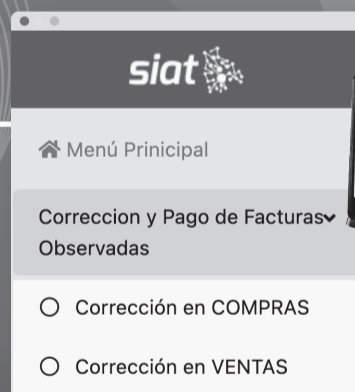 siat
Menú Prinicipal
Correccion y Pago de Facturas
Observadas
Corrección en COMPRAS
Corrección en VENTAS